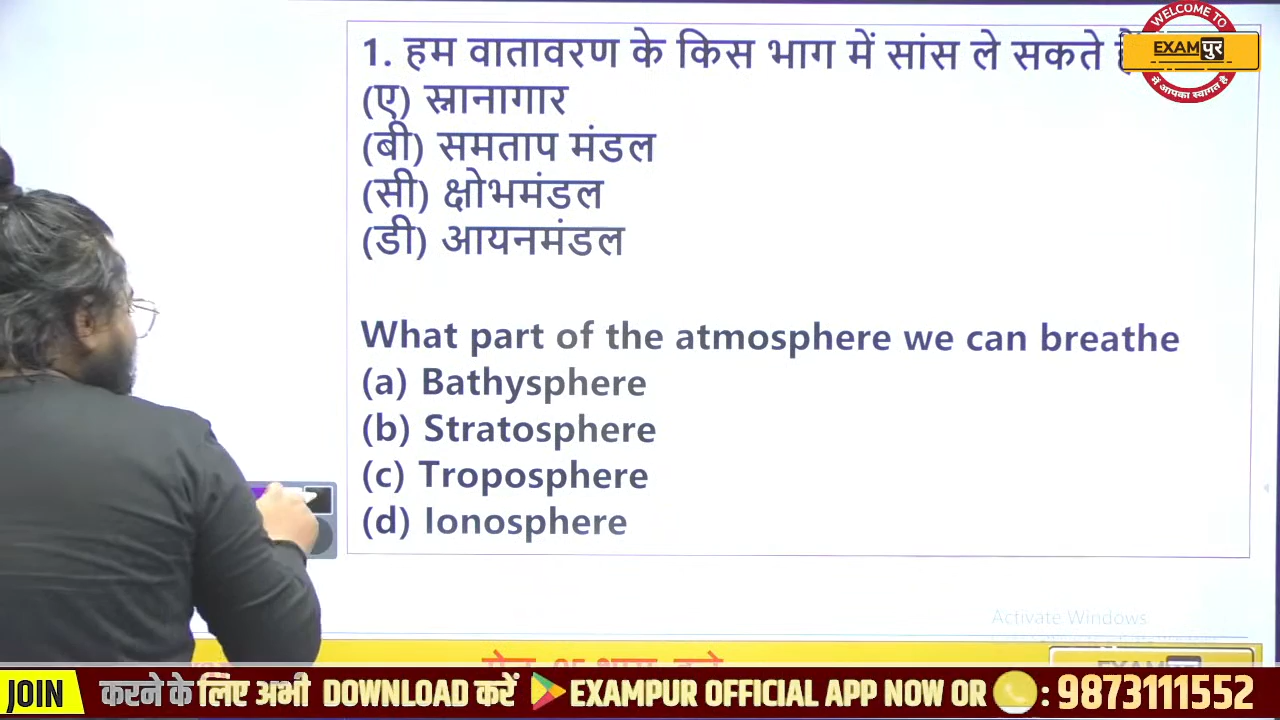 1. हम वातावरण के किस भाग में सांस ले सकते
WELCOME TO
EXAMपुर
में आपका स्वागत है
(ए) स्नानागार
(बी) समताप मंडल
(सी) क्षोभमंडल
(डी) आयनमंडल
What part of the atmosphere we can breathe
(a) Bathysphere
(b) Stratosphere
(c) Troposphere
(d) Ionosphere
Activate Windows
JOIN करने के लिए अभी DOWNLOAD करें EXAMPUR OFFICIAL APP NOW OR : 9873111552